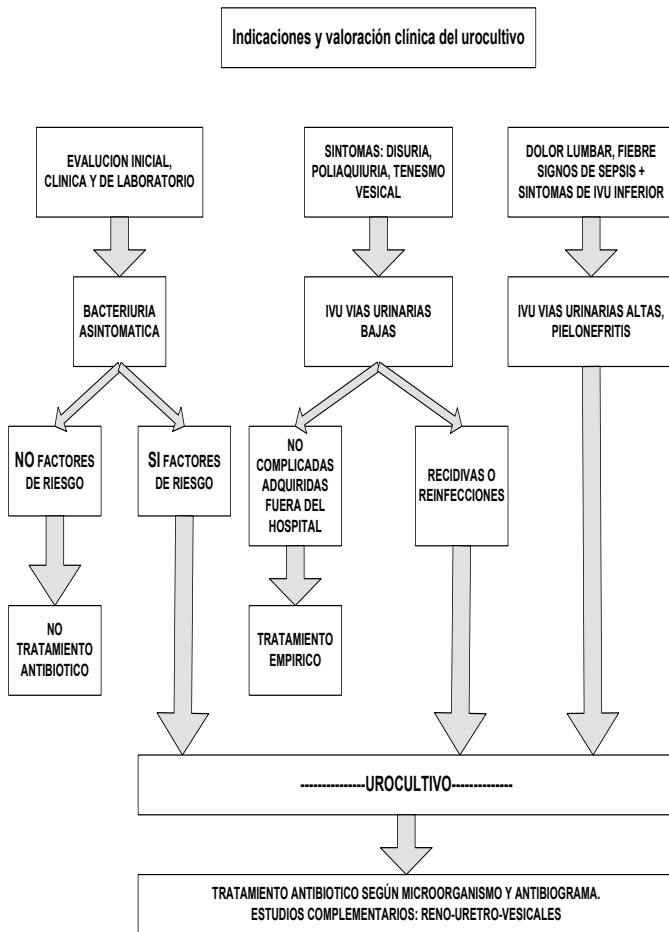 Indicaciones y valoración clínica del urocultivo
EVALUCION INICIAL,
CLINICA Y DE LABORATORIO
SINTOMAS: DISURIA,
POLIAQUIURIA, TENESMO
VESICAL
DOLOR LUMBAR, FIEBRE
SIGNOS DE SEPSIS +
SINTOMAS DE IVU INFERIOR
BACTERIURIA
ASINTOMATICA
IVU VIAS URINARIAS
BAJAS
IVU VIAS URINARIAS ALTAS,
PIELONEFRITIS
NO FACTORES
DE RIESGO
SI FACTORES
DE RIESGO
NO
COMPLICADAS
ADQUIRIDAS
FUERA DEL
HOSPITAL
RECIDIVAS O
REINFECCIONES
NO
TRATAMIENTO
ANTIBIOTICO
TRATAMIENTO
EMPIRICO
---------------UROCULTIVO--------------
TRATAMIENTO ANTIBIOTICO SEGÚN MICROORGANISMO Y ANTIBIOGRAMA.
ESTUDIOS COMPLEMENTARIOS: RENO-URETRO-VESICALES